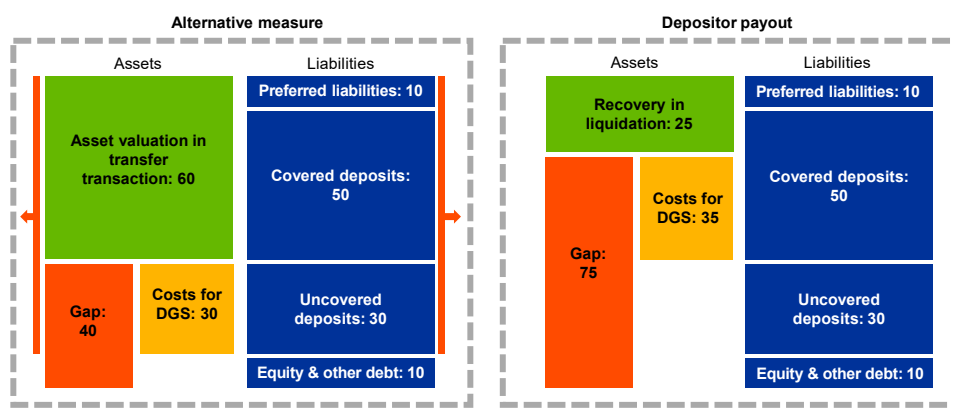 Alternative measure
Assets
Liabilities
Asset valuation in
transfer
transaction: 60
Gap:
40
Costs for
DGS: 30
Preferred liabilities: 10
Covered deposits:
50
Uncovered
deposits: 30
Equity & other debt: 10
Depositor payout
Assets
Liabilities
Recovery in
liquidation: 25
Gap:
75
Costs for
DGS: 35
Preferred liabilities: 10
Covered deposits:
50
Uncovered
deposits: 30
Equity & other debt: 10